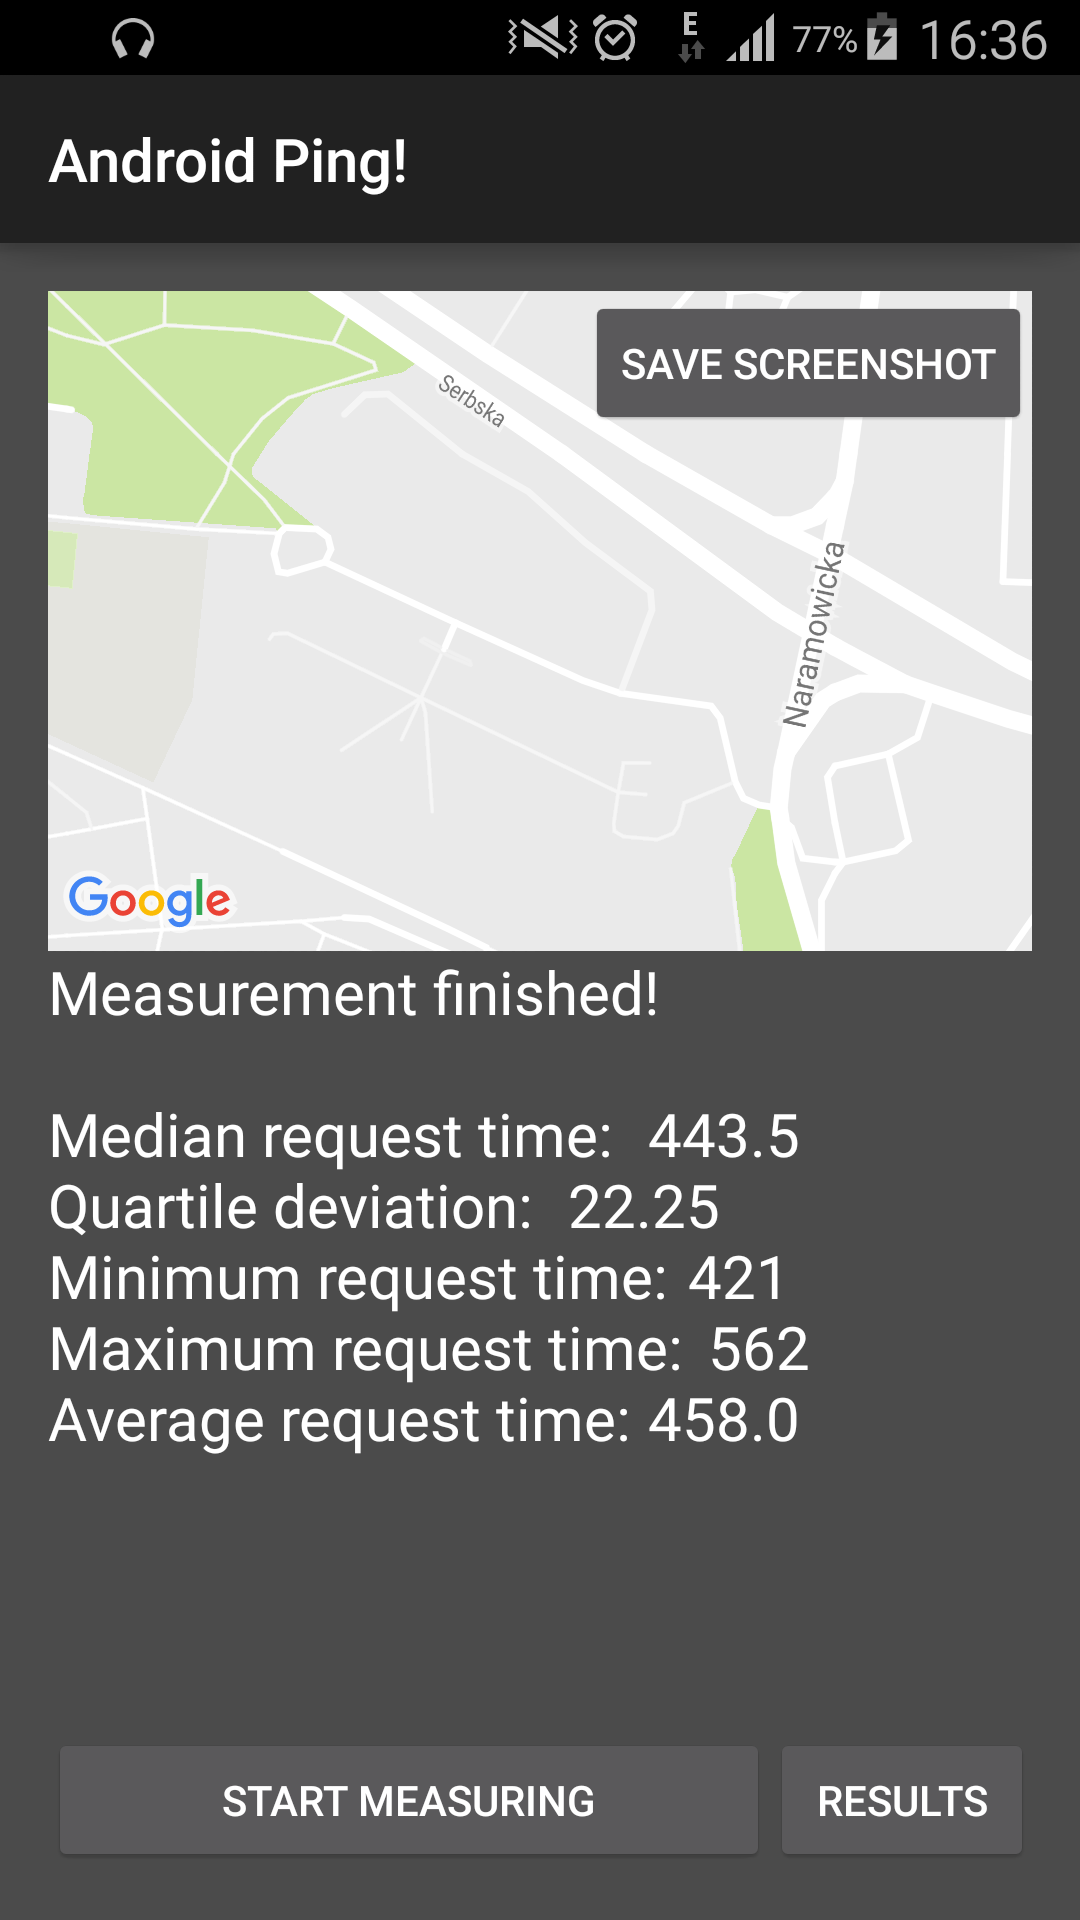 E 77% 16:36
Android Ping!
SAVE SCREENSHOT
Serbska
Naramowicka
Google
Measurement finished!
Median request time: 443.5
Quartile deviation: 22.25
Minimum request time: 421
Maximum request time: 562
Average request time: 458.0
START MEASURING RESULTS